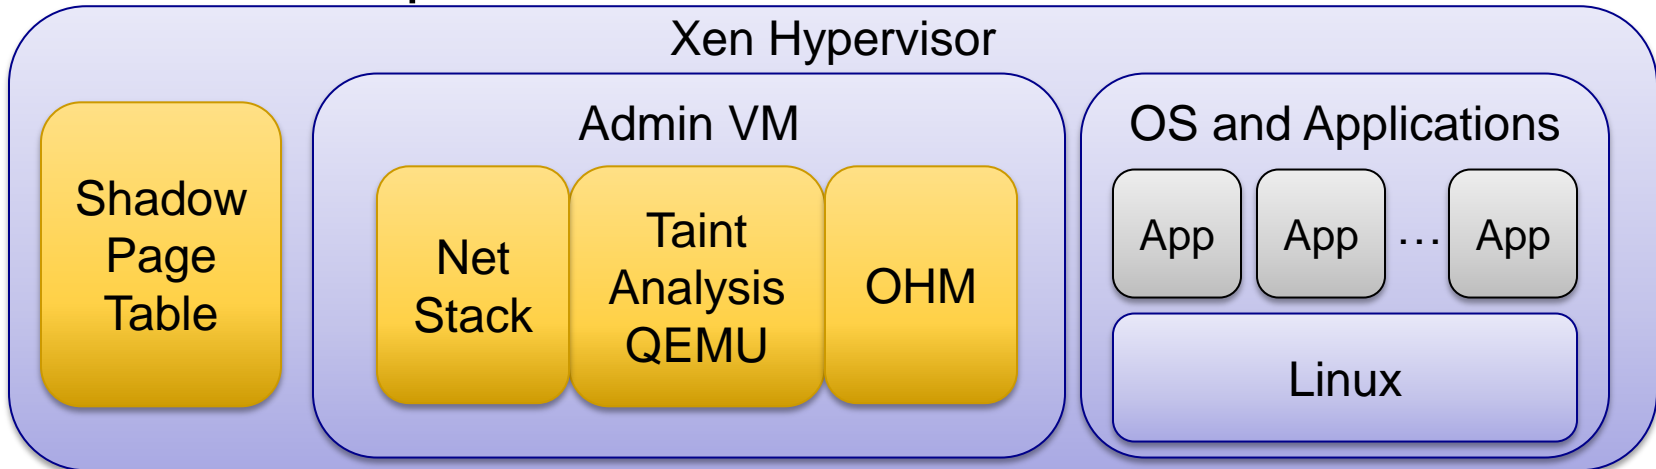 Xen Hypervisor
Shadow
Page
Table
Admin VM
Net
Stack
Taint
Analysis
QEMU
OHM
OS and Applications
App
App
...
App
Linux